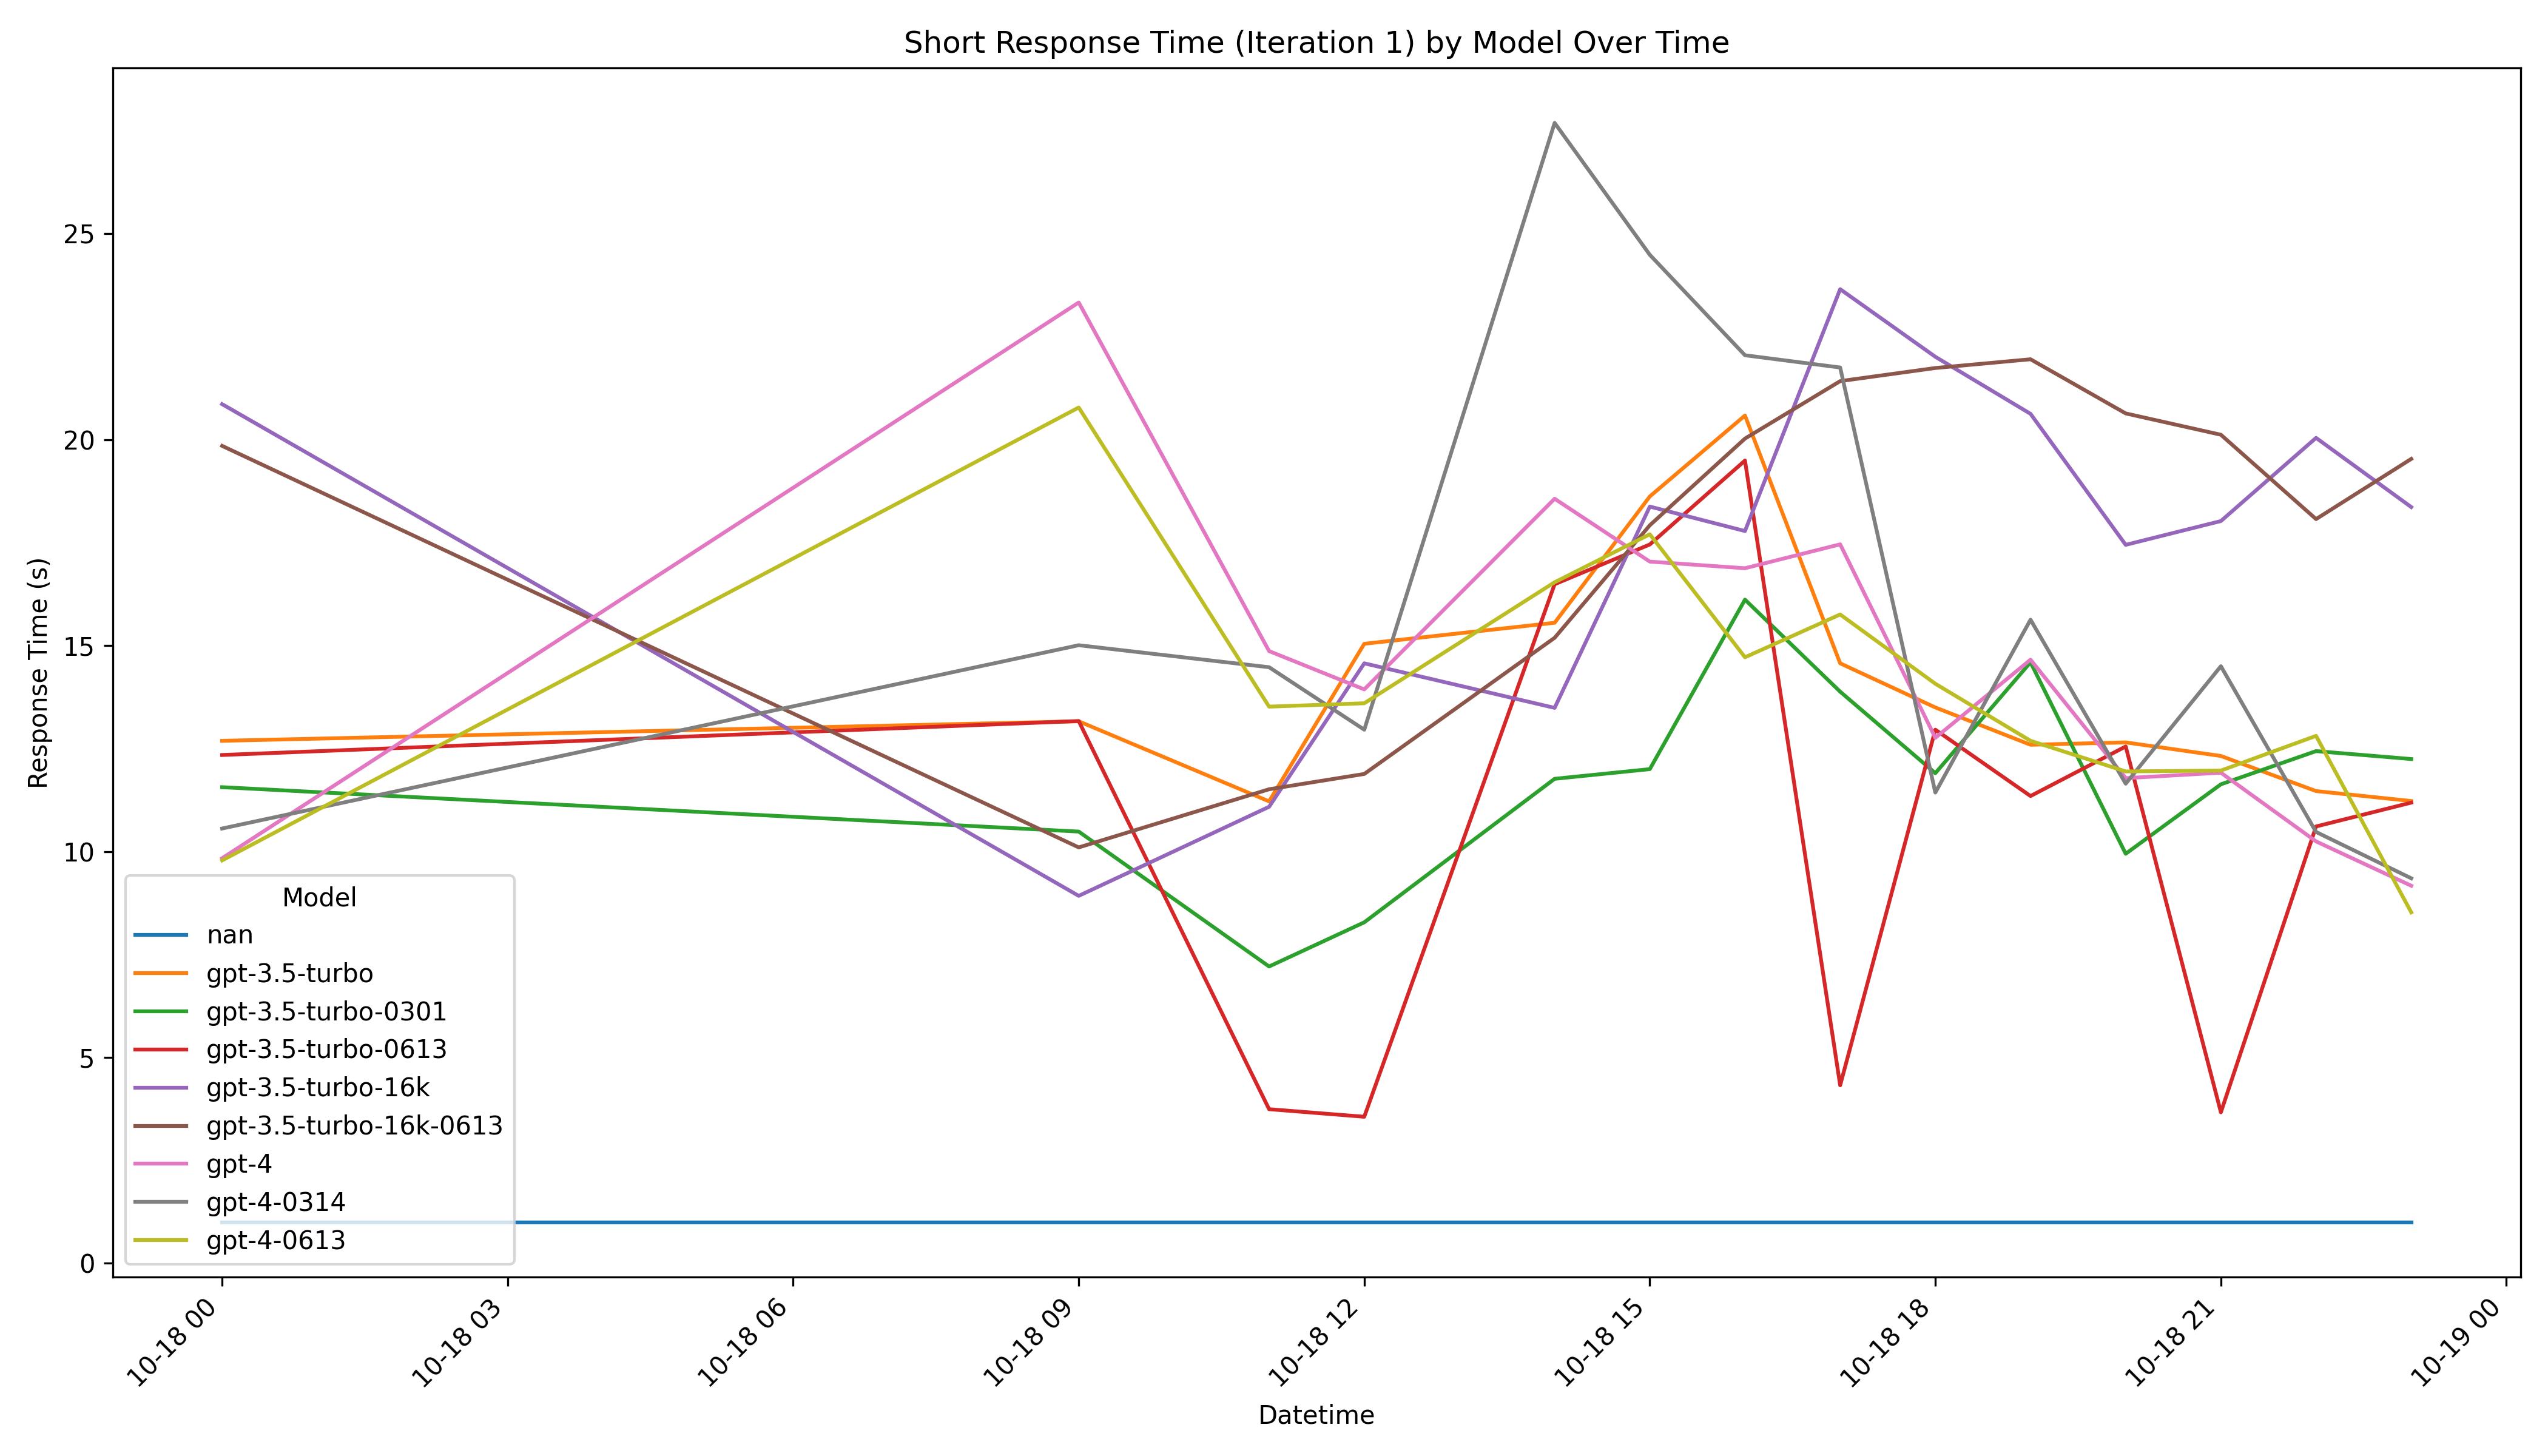 Short Response Time (Iteration 1) by Model Over Time
Response Time (s)
25
20
15
10
5
0
Model
nan
gpt-3.5-turbo
gpt-3.5-turbo-0301
gpt-3.5-turbo-0613
gpt-3.5-turbo-16k
gpt-3.5-turbo-16k-0613
gpt-4
gpt-4-0314
gpt-4-0613
10-18 00
10-18 03
10-18 06
10-18 09
10-18 12
10-18 15
10-18 18
10-18 21
10-19 00
Datetime